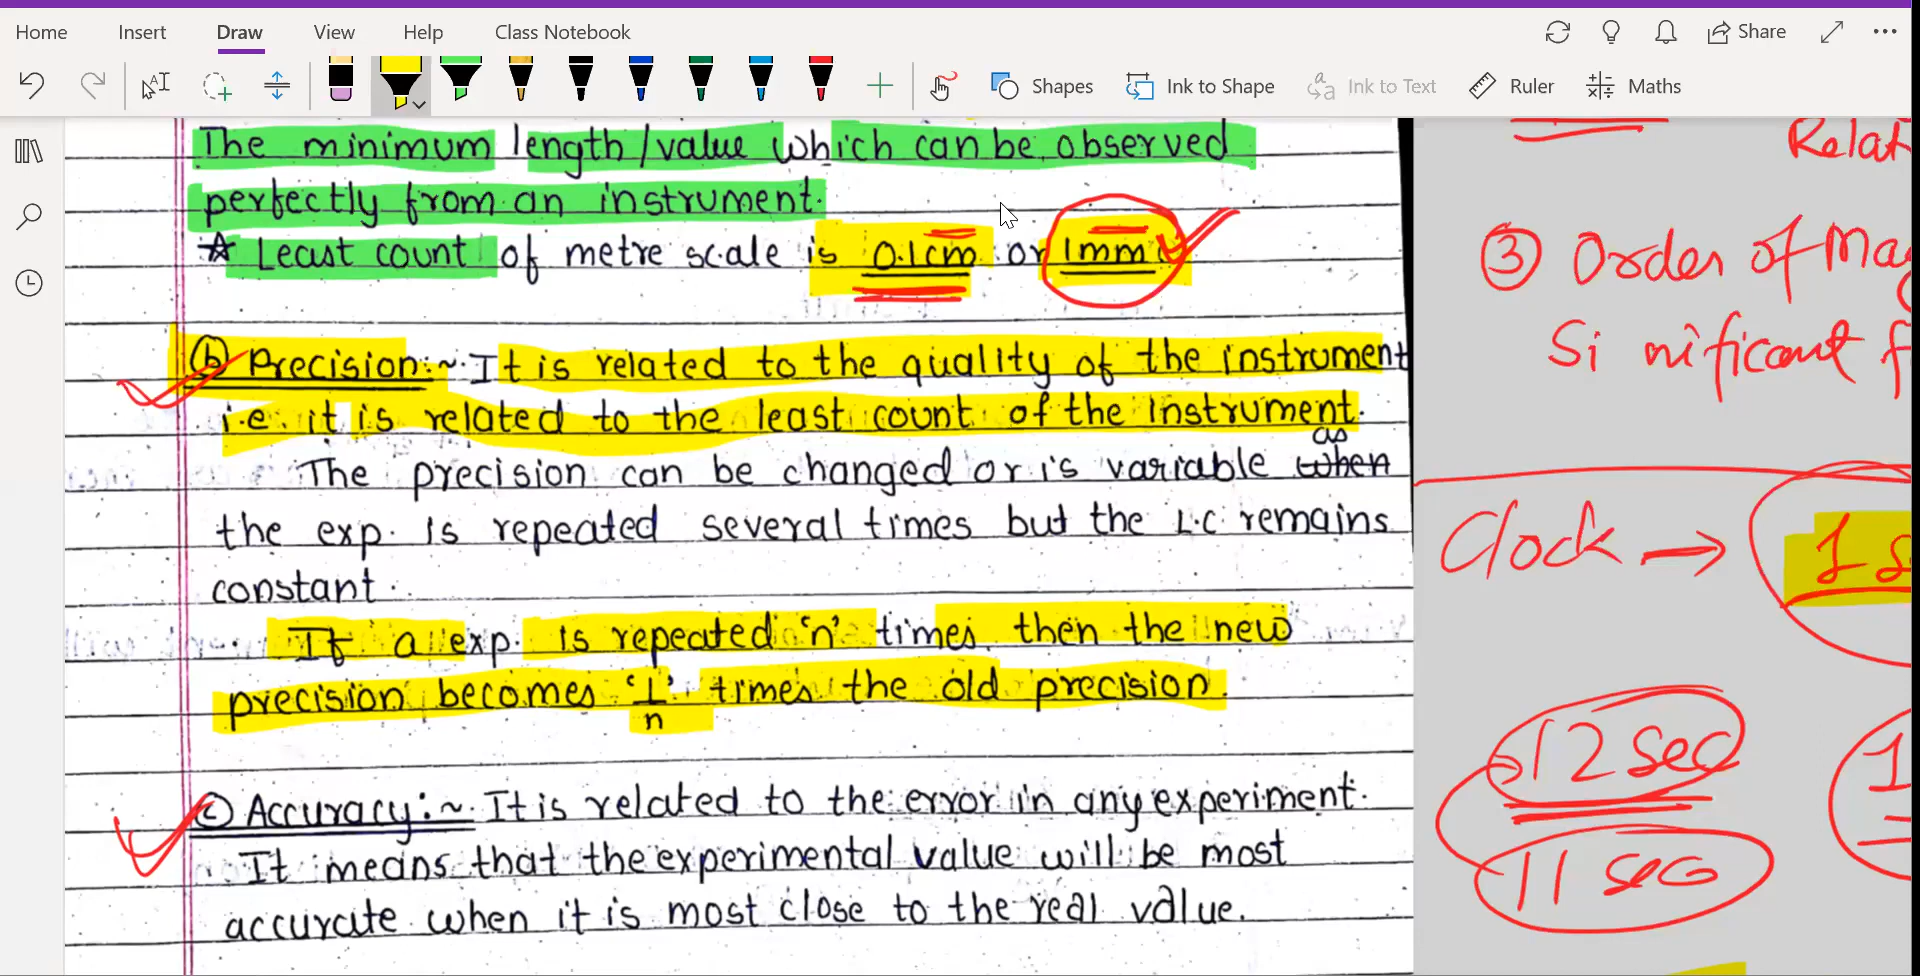 Home Insert Draw View Help Class Notebook Share
Shapes Ink to Shape Ink to Text Ruler Maths
The minimum length/value which can be observed
perfectly from an instrument.
☆ Least count of metre scale is 0.1cm or 1mm
(b) Precision:~ It is related to the quality of the instrument
i.e. it is related to the least count of the instrument.
as
The precision can be changed or is variable when
the exp. is repeated several times but the L.C remains
constant.
If a exp. is repeated 'n' times, then the new
precision becomes '1/n' times the old precision.
(c) Accuracy:~ It is related to the error in any experiment.
It means that the experimental value will be most
accurate when it is most close to the real value.
Relat
③ Order of Mag
Si nificant f
Clock → 1 s
12 sec
11 sec
1